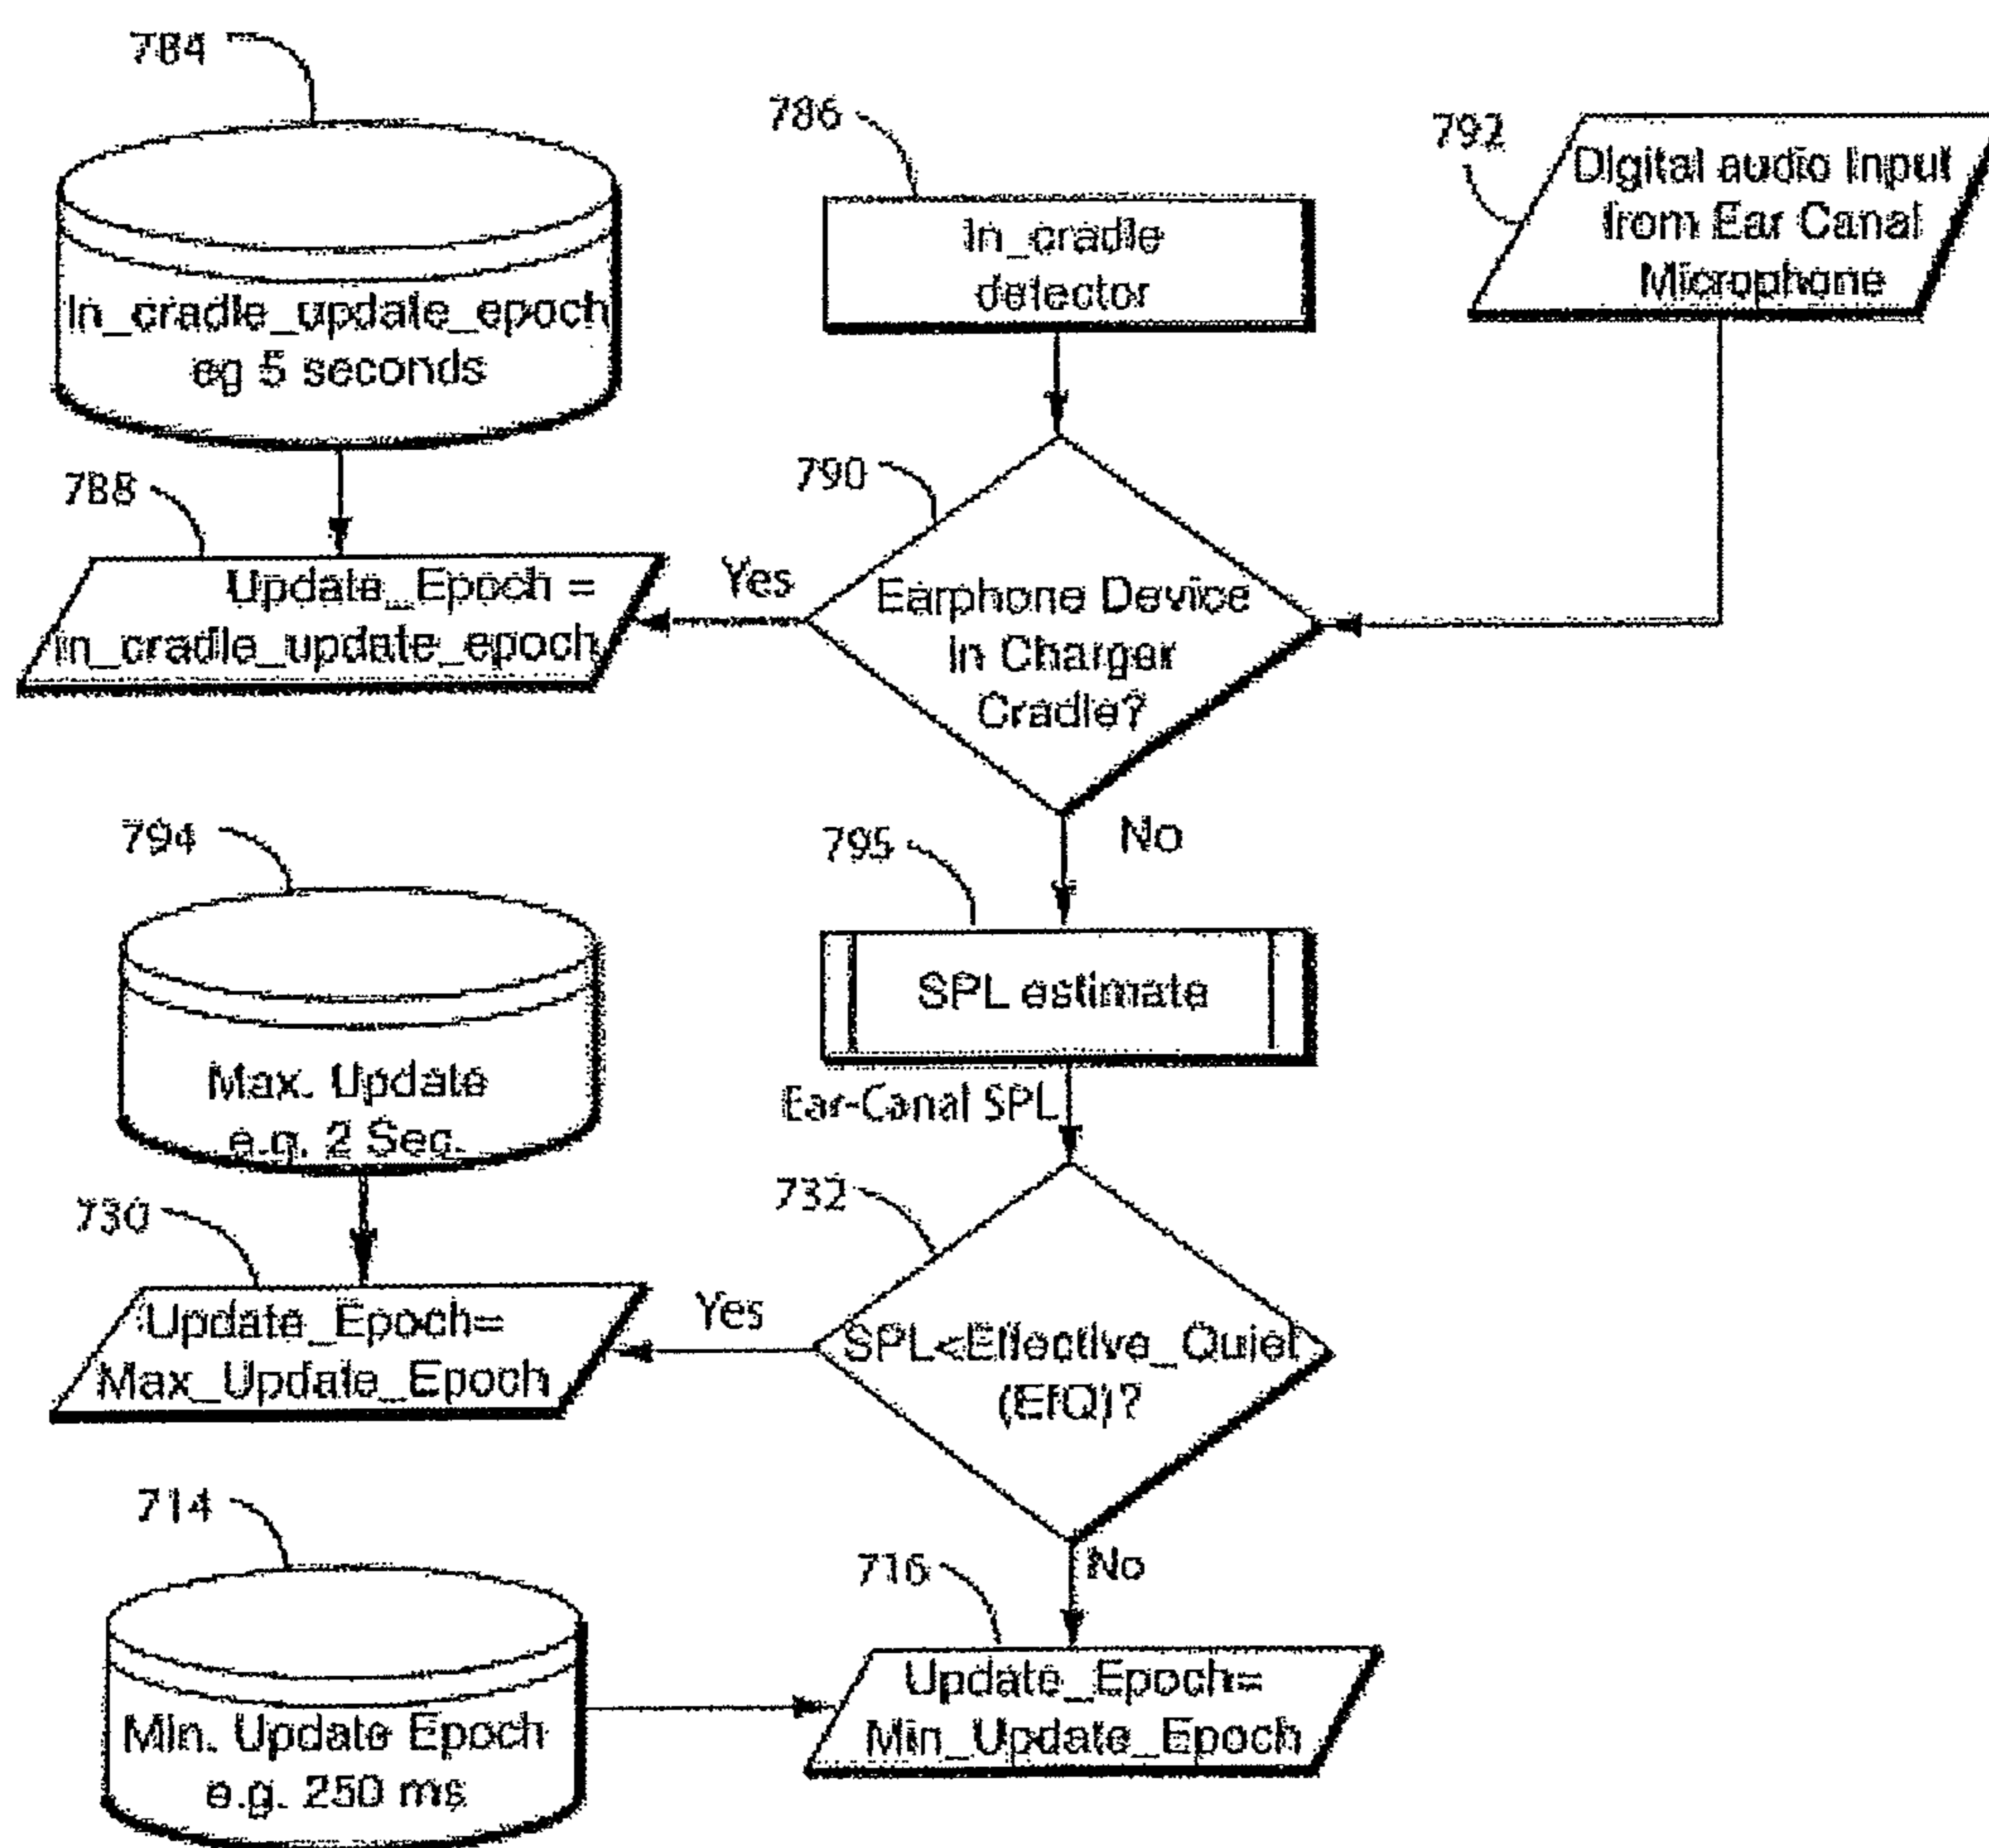 784
786
792
In_cradle_update_epoch
eg 5 seconds
In_cradle
detector
Digital audio Input
from Ear Canal
Microphone
788
790
Update_Epoch =
in_cradle_update_epoch
Yes
Earphone Device
in Charger
Cradle?
No
794
795
Max. Update
e.g. 2 Sec.
SPL estimate
Ear-Canal SPL
730
732
Update_Epoch=
Max_Update_Epoch
Yes
SPL<Effective_Quiet
(EfQ)?
No
714
716
Min. Update Epoch
e.g. 250 ms
Update_Epoch=
Min_Update_Epoch